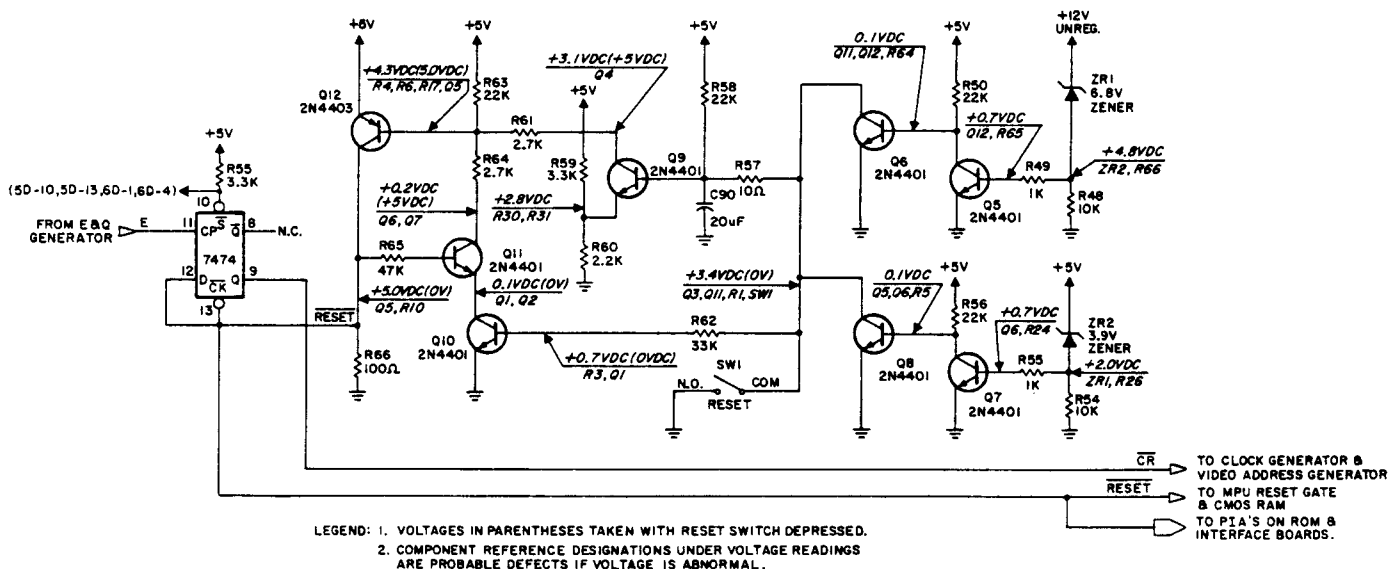 +5V
R55
3.3K
(5D-10,5D-13,6D-1,6D-4)
10
S
FROM E&Q
GENERATOR
E
11
CP
Q
8
N.C.
7474
12
D
CK
Q
9
13
+5V
Q12
2N4403
+4.3VDC(5.0VDC)
R4, R6, R17, Q5
+5V
R63
22K
R61
2.7K
R64
2.7K
+0.2VDC
(+5VDC)
Q6, Q7
R65
47K
Q11
2N4401
+5.0VDC(0V)
Q5, R10
RESET
R66
100Ω
0.1VDC(0V)
Q1, Q2
Q10
2N4401
+0.7VDC(0VDC)
R3, Q1
+3.1VDC(+5VDC)
Q4
+5V
R59
3.3K
Q9
2N4401
+2.8VDC
R30, R31
R60
2.2K
+5V
R58
22K
R57
10Ω
C90
20uF
+3.4VDC(0V)
Q3, Q11, R1, SW1
R62
33K
SW1
N.O.
COM
RESET
0.1VDC
Q11, Q12, R64
Q6
2N4401
+5V
R50
22K
+0.7VDC
Q12, R65
R49
1K
Q5
2N4401
+12V
UNREG.
ZR1
6.8V
ZENER
+4.8VDC
ZR2, R66
R48
10K
0.1VDC
Q5, Q6, R5
Q8
2N4401
+5V
R56
22K
+0.7VDC
Q6, R24
R55
1K
Q7
2N4401
+5V
ZR2
3.9V
ZENER
+2.0VDC
ZR1, R26
R54
10K
CR
TO CLOCK GENERATOR &
VIDEO ADDRESS GENERATOR
RESET
TO MPU RESET GATE
& CMOS RAM
TO PIA'S ON ROM &
INTERFACE BOARDS.
LEGEND: 1. VOLTAGES IN PARENTHESES TAKEN WITH RESET SWITCH DEPRESSED.
2. COMPONENT REFERENCE DESIGNATIONS UNDER VOLTAGE READINGS
ARE PROBABLE DEFECTS IF VOLTAGE IS ABNORMAL.